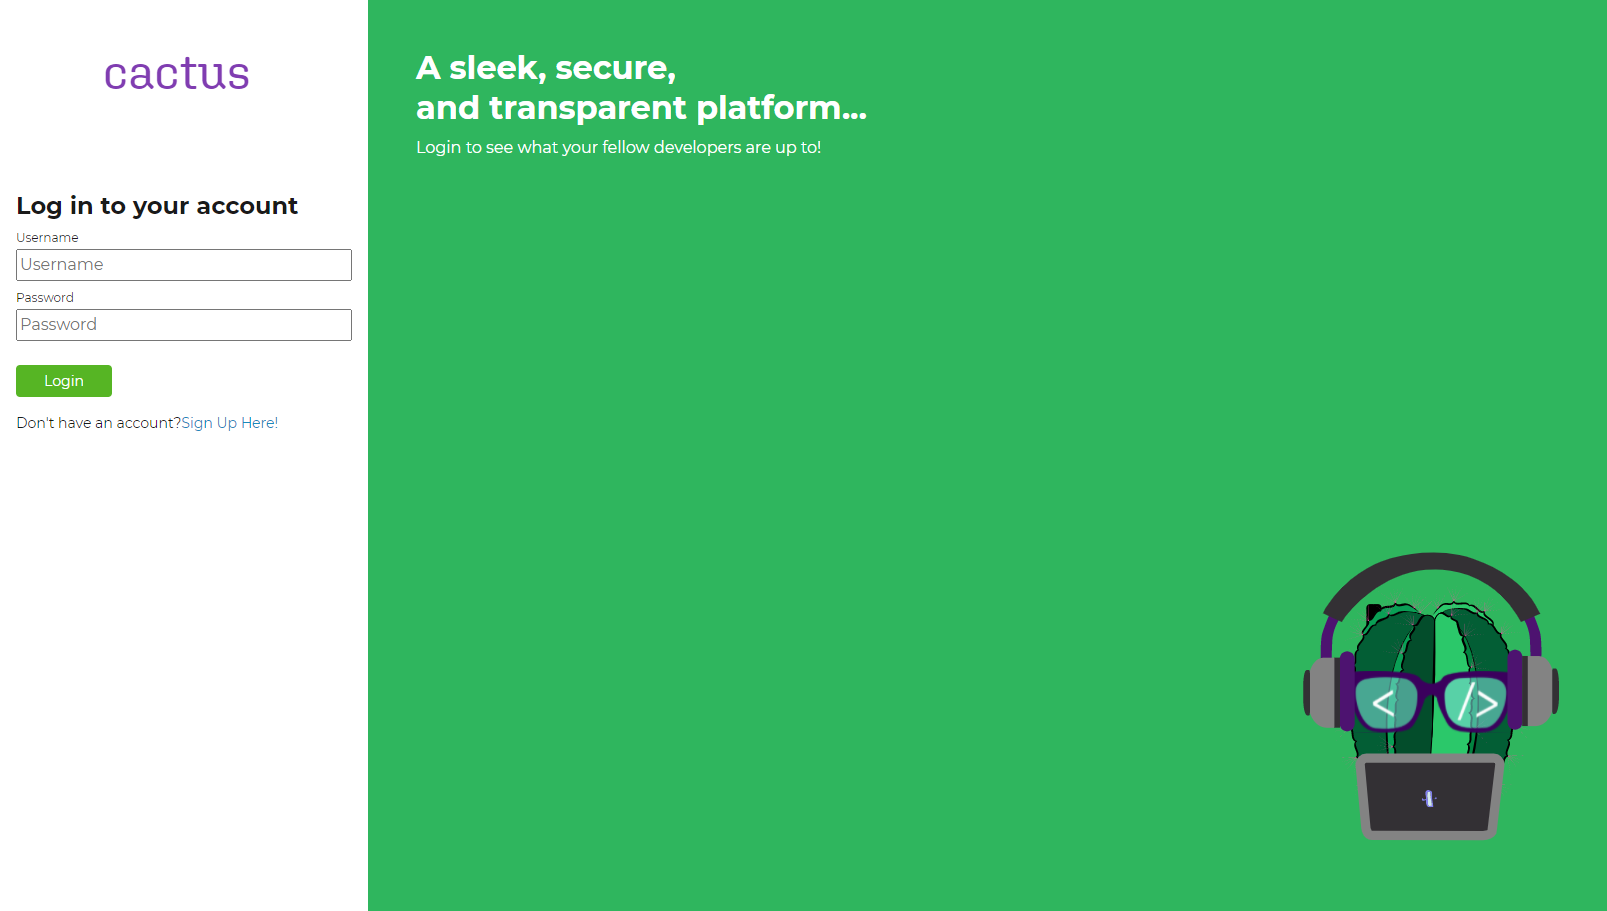 cactus
Log in to your account
Username
Username
Password
Password
Login
Don't have an account?Sign Up Here!
A sleek, secure,
and transparent platform...
Login to see what your fellow developers are up to!
< />